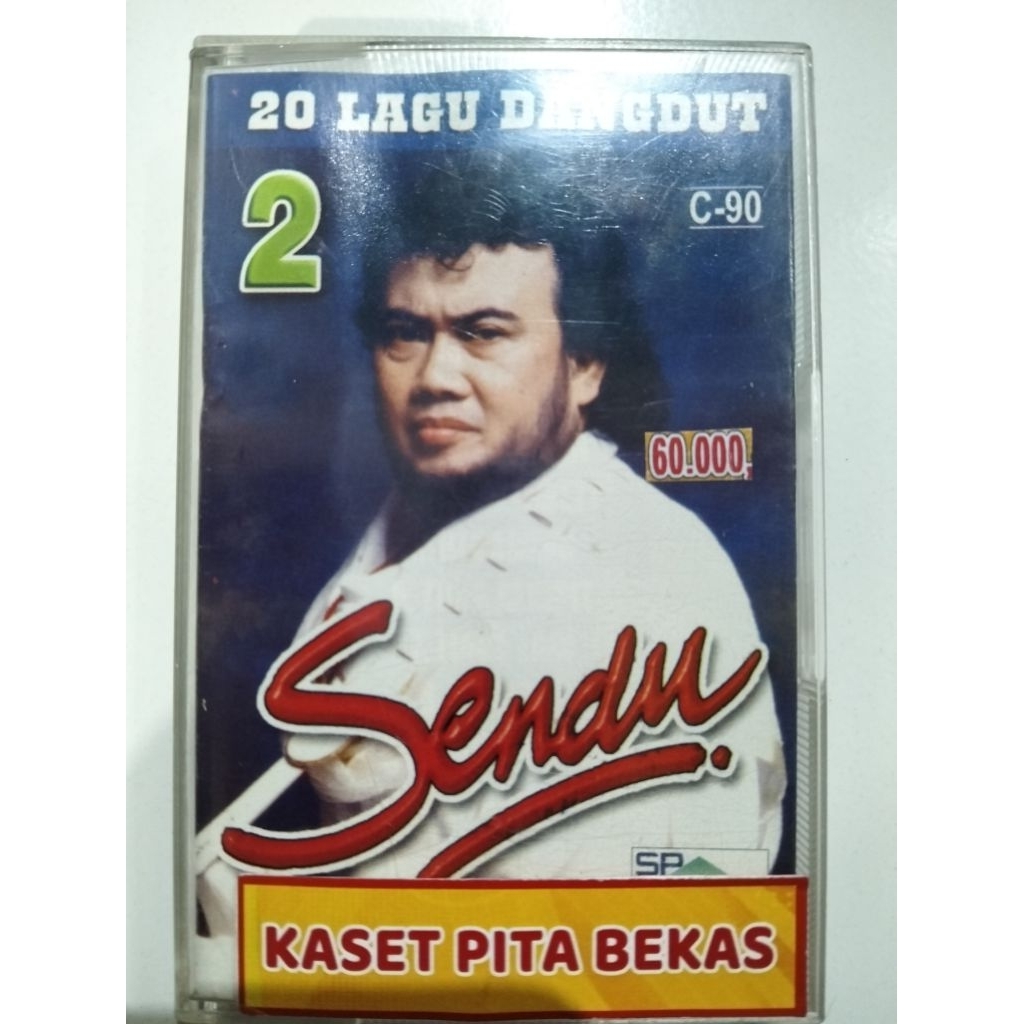 20 LAGU DANGDUT
2
C-90
60.000,-
Sendu
SP
KASET PITA BEKAS